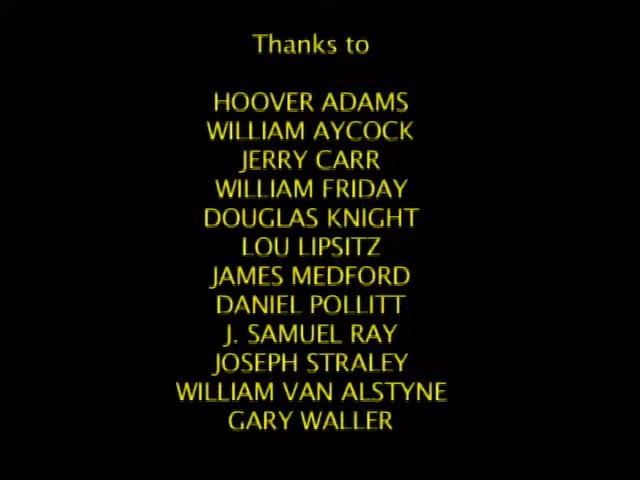 Thanks to
HOOVER ADAMS
WILLIAM AYCOCK
JERRY CARR
WILLIAM FRIDAY
DOUGLAS KNIGHT
LOU LIPSITZ
JAMES MEDFORD
DANIEL POLLITT
J. SAMUEL RAY
JOSEPH STRALEY
WILLIAM VAN ALSTYNE
GARY WALLER